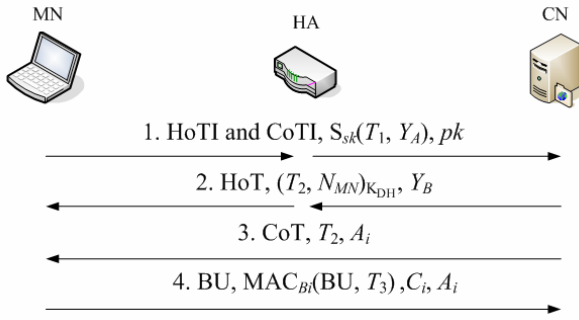 MN
HA
CN
1. HoTI and CoTI, S_sk(T_1, Y_A), pk
2. HoT, (T_2, N_MN)_K_DH, Y_B
3. CoT, T_2, A_i
4. BU, MAC_Bi(BU, T_3) ,C_i, A_i